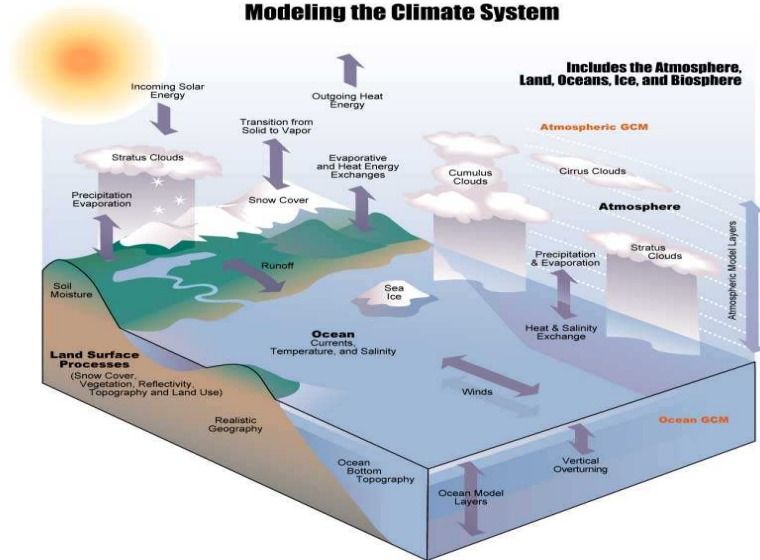 Modeling the Climate System
Includes the Atmosphere,
Land, Oceans, Ice, and Biosphere
Incoming Solar
Energy
Outgoing Heat
Energy
Transition from
Solid to Vapor
Atmospheric GCM
Stratus Clouds
Evaporative
and Heat Energy
Exchanges
Cumulus
Clouds
Cirrus Clouds
Precipitation
Evaporation
Snow Cover
Atmosphere
Stratus
Clouds
Precipitation
& Evaporation
Atmospheric Model Layers
Runoff
Soil
Moisture
Sea
Ice
Heat & Salinity
Exchange
Ocean
Currents,
Temperature, and Salinity
Land Surface
Processes
(Snow Cover,
Vegetation, Reflectivity,
Topography and Land Use)
Winds
Realistic
Geography
Ocean GCM
Ocean
Bottom
Topography
Vertical
Overturning
Ocean Model
Layers